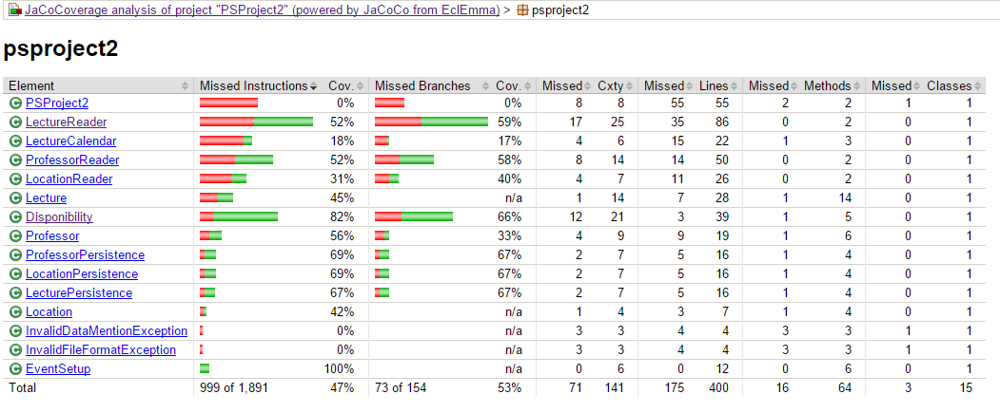 JaCoCoverage analysis of project "PSProject2" (powered by JaCoCo from EclEmma) > psproject2
psproject2
Element Missed Instructions Cov. Missed Branches Cov. Missed Cxty Missed Lines Missed Methods Missed Classes
C PSProject2 0% 0% 8 8 55 55 2 2 1 1
C LectureReader 52% 59% 17 25 35 86 0 2 0 1
C LectureCalendar 18% 17% 4 6 15 22 1 3 0 1
C ProfessorReader 52% 58% 8 14 14 50 0 2 0 1
C LocationReader 31% 40% 4 7 11 26 0 2 0 1
C Lecture 45% n/a 1 14 7 28 1 14 0 1
C Disponibility 82% 66% 12 21 3 39 1 5 0 1
C Professor 56% 33% 4 9 9 19 1 6 0 1
C ProfessorPersistence 69% 67% 2 7 5 16 1 4 0 1
C LocationPersistence 69% 67% 2 7 5 16 1 4 0 1
C LecturePersistence 67% 67% 2 7 5 16 1 4 0 1
C Location 42% n/a 1 4 3 7 1 4 0 1
C InvalidDataMentionException 0% n/a 3 3 4 4 3 3 1 1
C InvalidFileFormatException 0% n/a 3 3 4 4 3 3 1 1
C EventSetup 100% n/a 0 6 0 12 0 6 0 1
Total 999 of 1,891 47% 73 of 154 53% 71 141 175 400 16 64 3 15